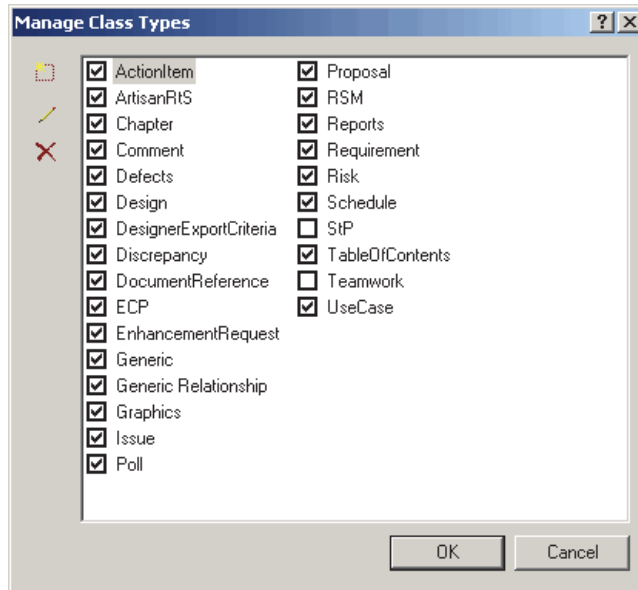 Manage Class Types
ActionItem
ArtisanRtS
Chapter
Comment
Defects
Design
DesignerExportCriteria
Discrepancy
DocumentReference
ECP
EnhancementRequest
Generic
Generic Relationship
Graphics
Issue
Poll
Proposal
RSM
Reports
Requirement
Risk
Schedule
StP
TableOfContents
Teamwork
UseCase
OK
Cancel